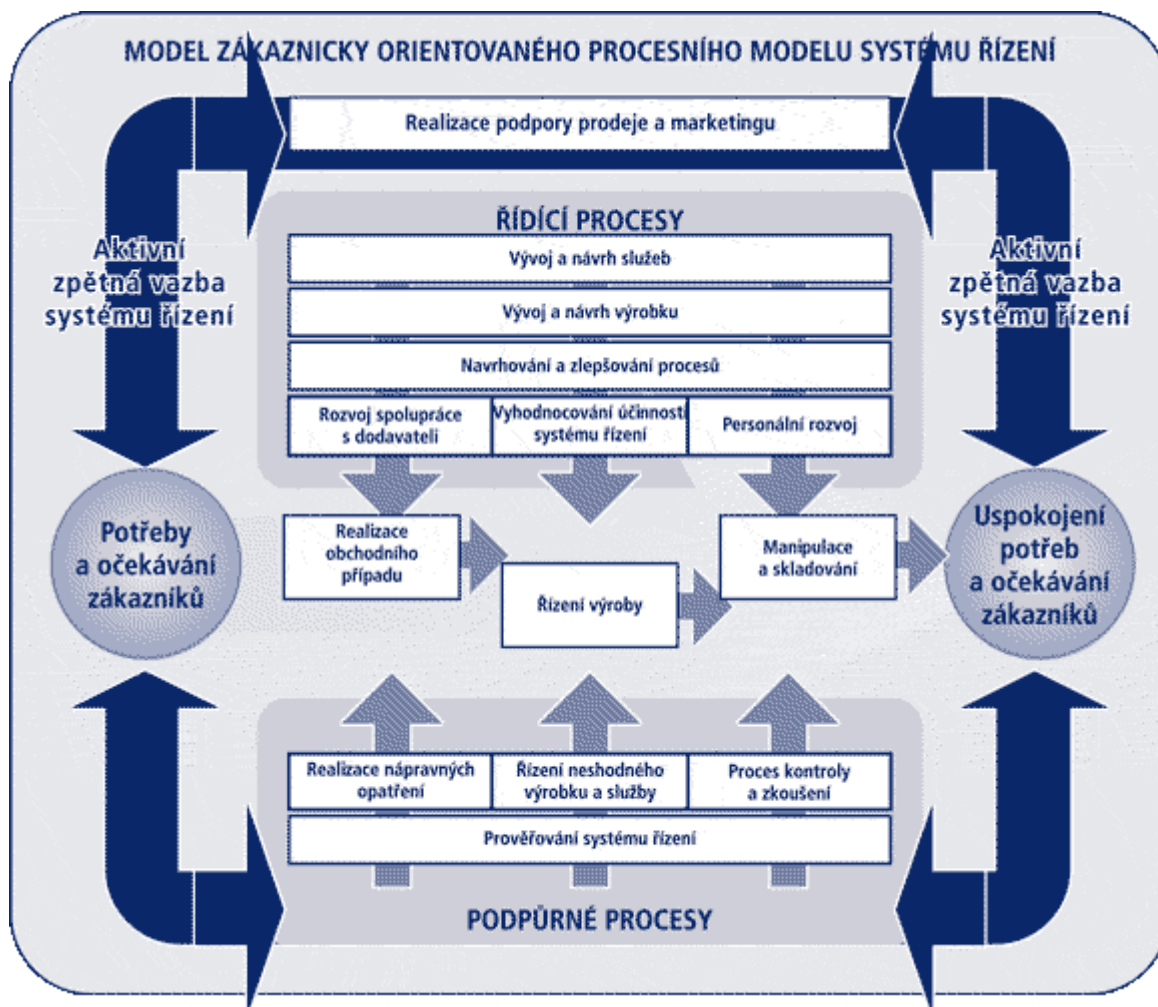 MODEL ZÁKAZNICKY ORIENTOVANÉHO PROCESNÍHO MODELU SYSTÉMU ŘÍZENÍ
Realizace podpory prodeje a marketingu
ŘÍDÍCÍ PROCESY
Vývoj a návrh služeb
Vývoj a návrh výrobku
Navrhování a zlepšování procesů
Rozvoj spolupráce
s dodavateli
Vyhodnocování účinnosti
systému řízení
Personální rozvoj
Aktivní
zpětná vazba
systému řízení
Aktivní
zpětná vazba
systému řízení
Potřeby
a očekávání
zákazníků
Realizace
obchodního
případu
Řízení výroby
Manipulace
a skladování
Uspokojení
potřeb
a očekávání
zákazníků
Realizace nápravných
opatření
Řízení neshodného
výrobku a služby
Proces kontroly
a zkoušení
Prověřování systému řízení
PODPŮRNÉ PROCESY